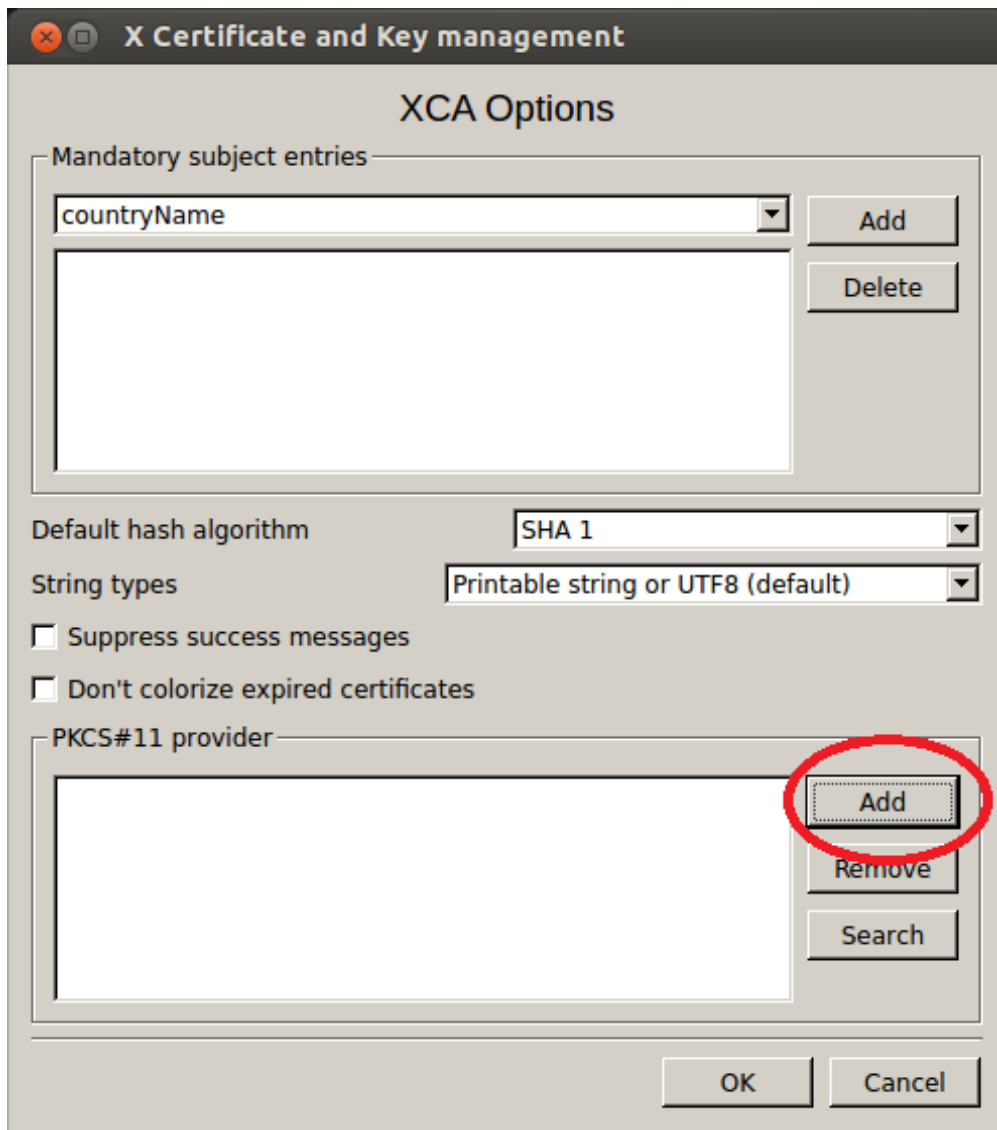 X Certificate and Key management
XCA Options
Mandatory subject entries
countryName
Add
Delete
Default hash algorithm
SHA 1
String types
Printable string or UTF8 (default)
Suppress success messages
Don't colorize expired certificates
PKCS#11 provider
Add
Remove
Search
OK
Cancel